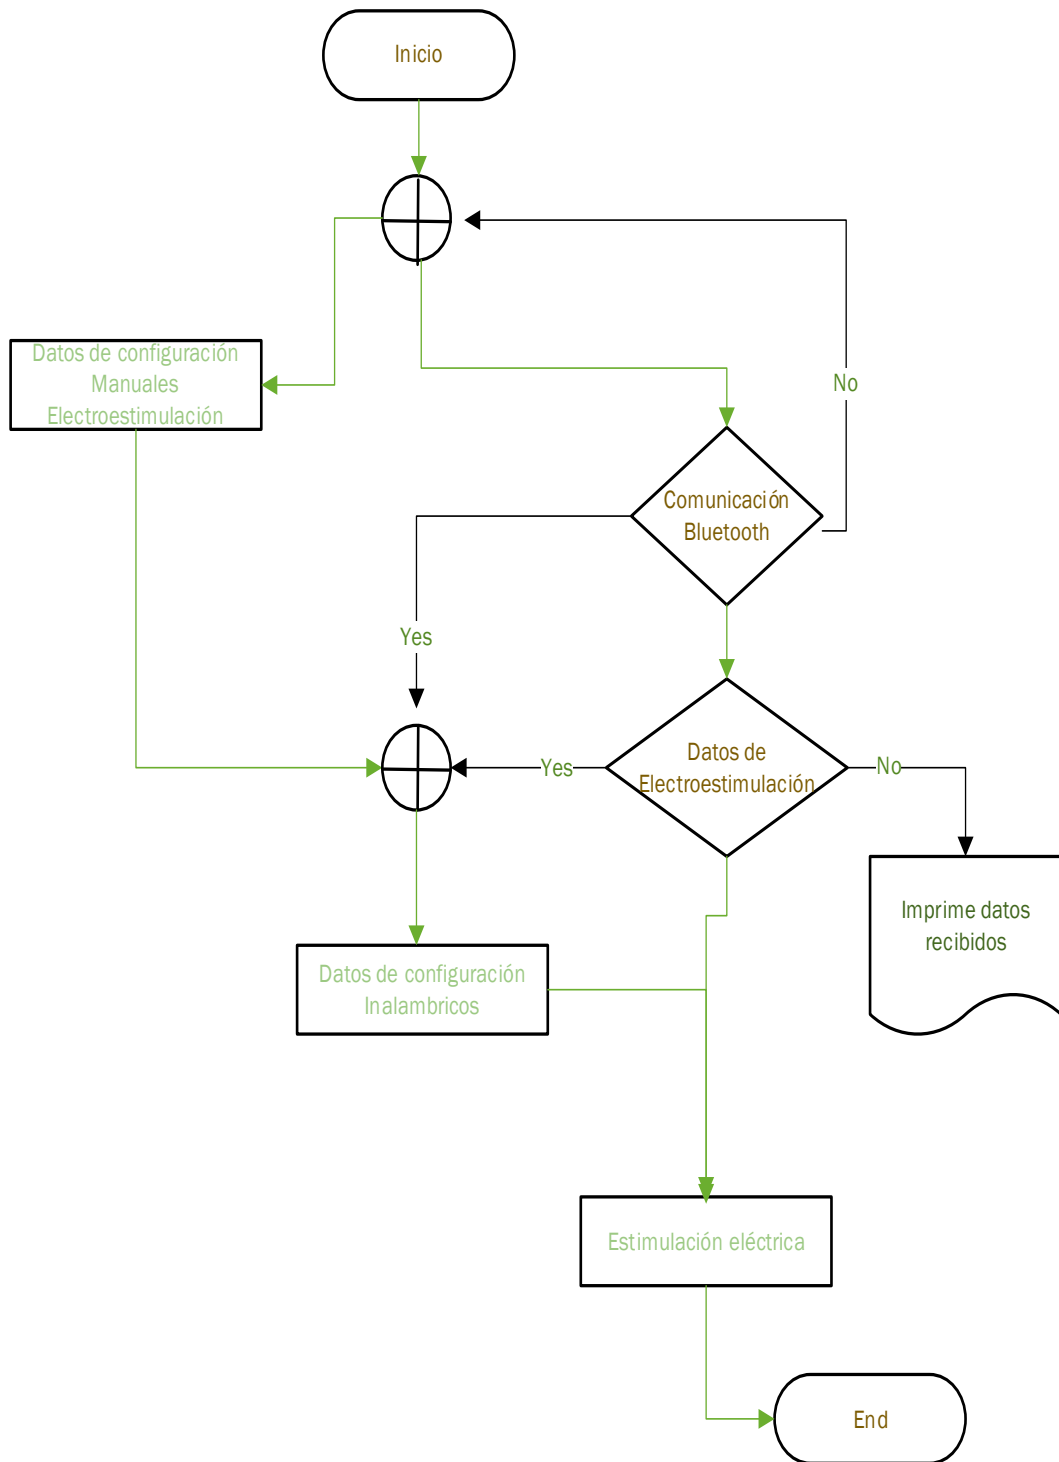 Inicio
Datos de configuración
Manuales
Electroestimulación
No
Comunicación
Bluetooth
Yes
Datos de
Electroestimulación
Yes
No
Imprime datos
recibidos
Datos de configuración
Inalambricos
Estimulación eléctrica
End